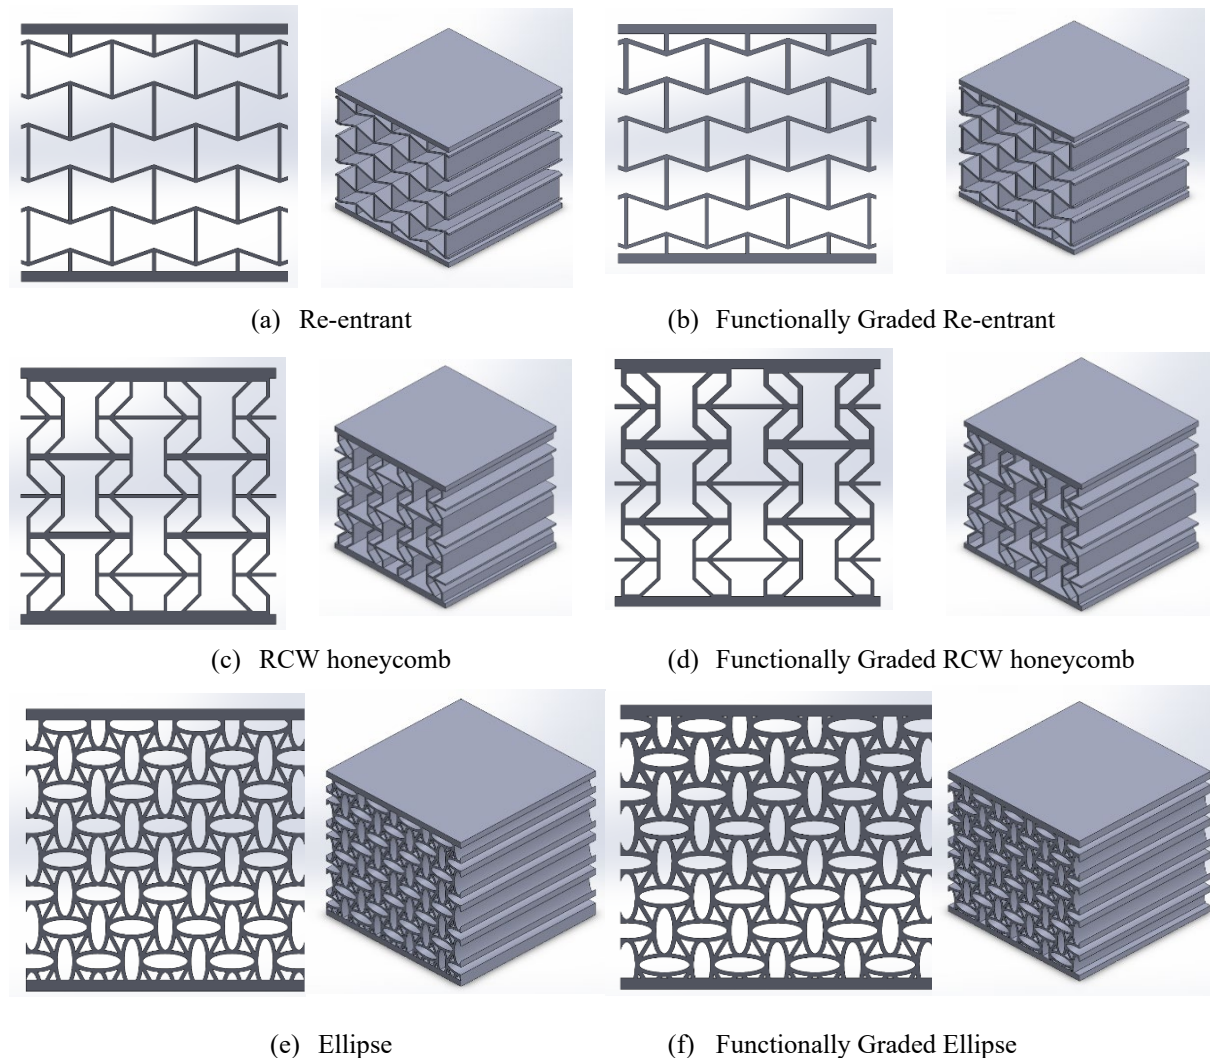 (a) Re-entrant
(b) Functionally Graded Re-entrant
(c) RCW honeycomb
(d) Functionally Graded RCW honeycomb
(e) Ellipse
(f) Functionally Graded Ellipse